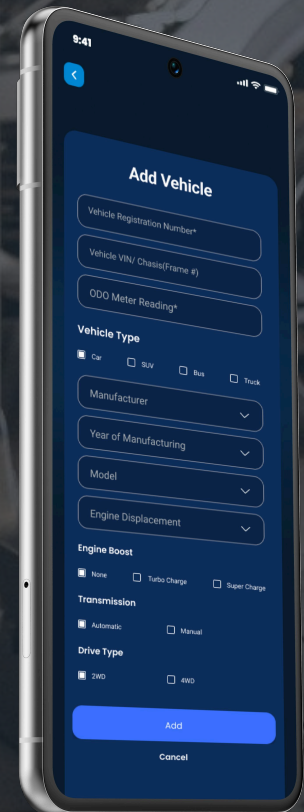 9:41
Add Vehicle
Vehicle Registration Number*
Vehicle VIN/ Chasis(Frame #)
ODO Meter Reading*
Vehicle Type
Car SUV Bus Truck
Manufacturer
Year of Manufacturing
Model
Engine Displacement
Engine Boost
None Turbo Charge Super Charge
Transmission
Automatic Manual
Drive Type
2WD 4WD
Add
Cancel